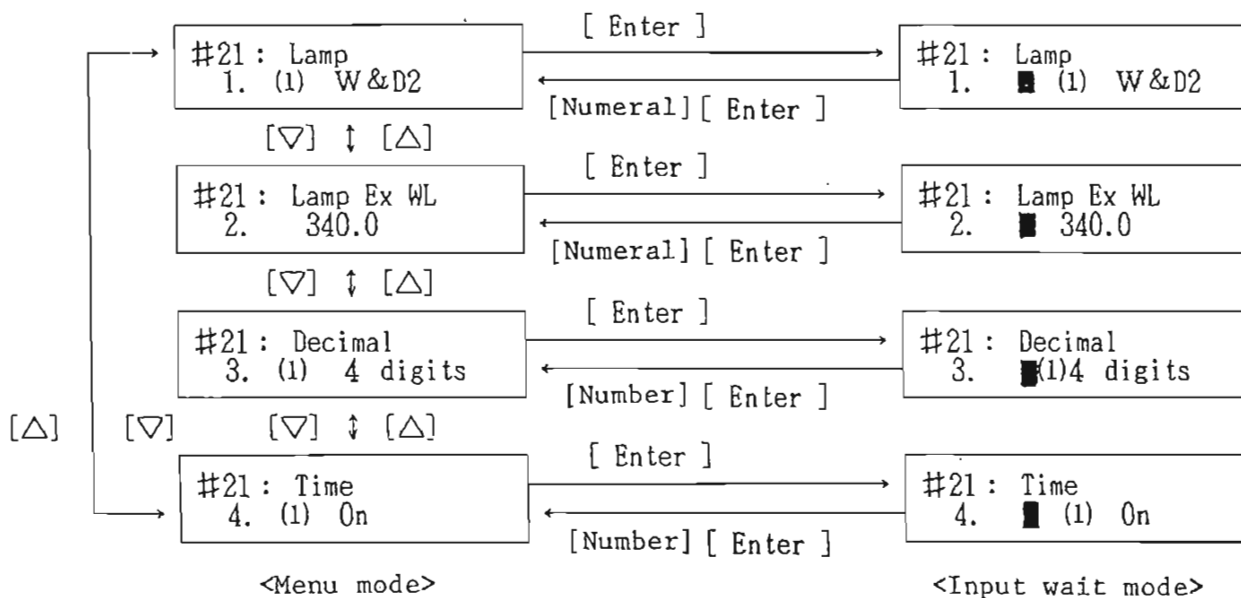 [ Enter ]
#21: Lamp
1. (1) W&D2
#21: Lamp
1. █ (1) W&D2
[Numeral] [ Enter ]
[▽] ↕ [△]
[ Enter ]
#21: Lamp Ex WL
2. 340.0
#21: Lamp Ex WL
2. █ 340.0
[Numeral] [ Enter ]
[▽] ↕ [△]
[ Enter ]
#21: Decimal
3. (1) 4 digits
#21: Decimal
3. █(1)4 digits
[Number] [ Enter ]
[△] [▽] [▽] ↕ [△]
[ Enter ]
#21: Time
4. (1) On
#21: Time
4. █ (1) On
[Number] [ Enter ]
<Menu mode> <Input wait mode>